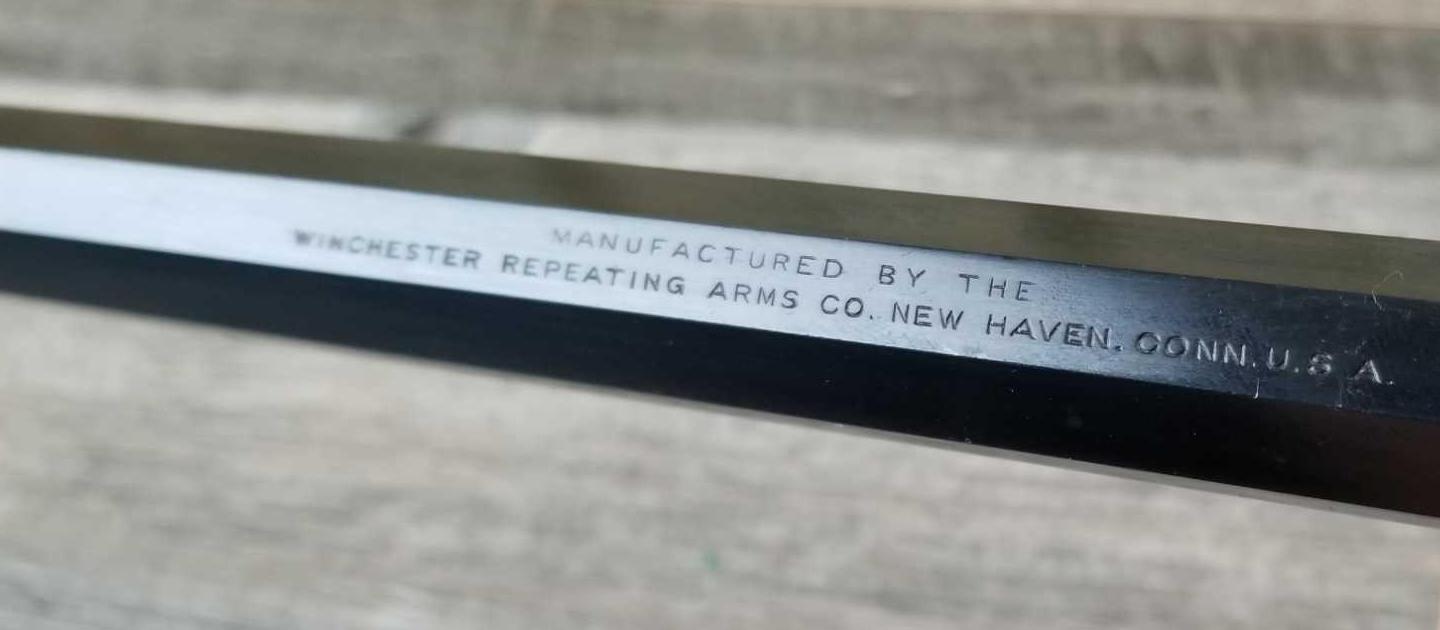 MANUFACTURED BY THE
WINCHESTER REPEATING ARMS CO. NEW HAVEN. CONN. U.S A.